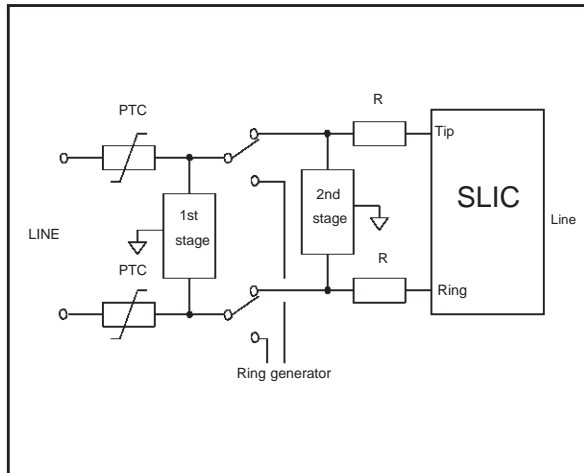 PTC
R
Tip
SLIC
1st
stage
2nd
stage
LINE
Line
PTC
R
Ring
Ring generator